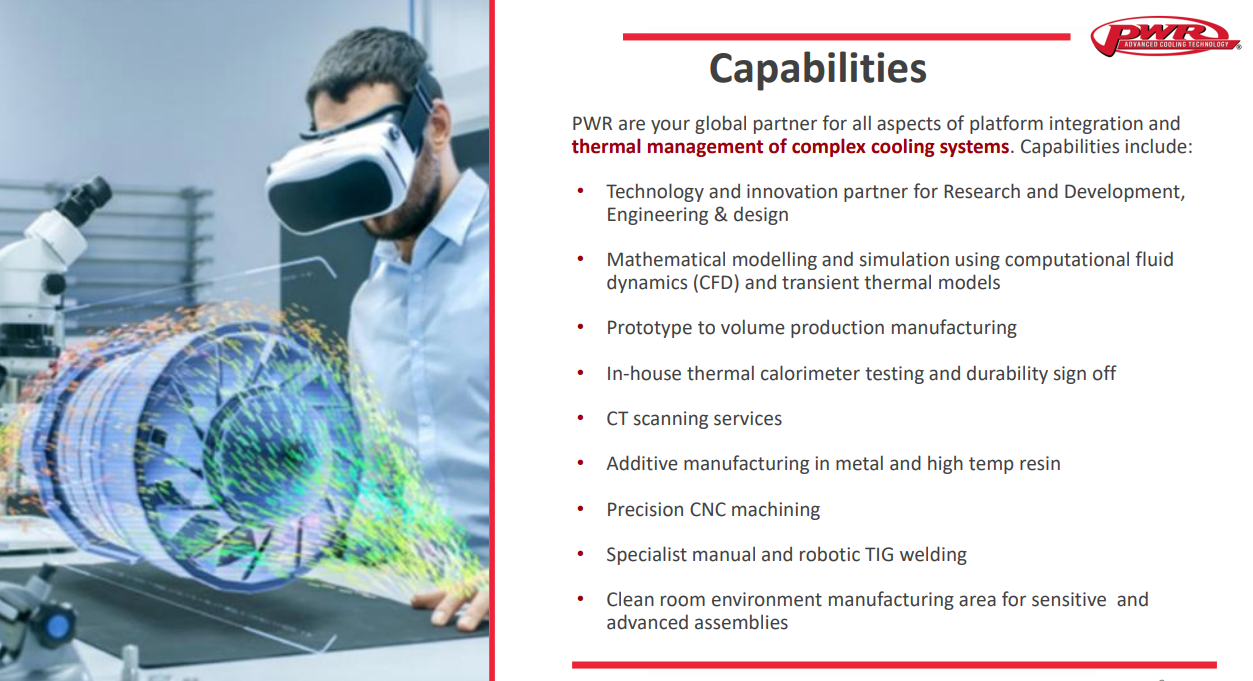 PWR
ADVANCED COOLING TECHNOLOGY
®
Capabilities
PWR are your global partner for all aspects of platform integration and
thermal management of complex cooling systems. Capabilities include:
• Technology and innovation partner for Research and Development,
Engineering & design
• Mathematical modelling and simulation using computational fluid
dynamics (CFD) and transient thermal models
• Prototype to volume production manufacturing
• In-house thermal calorimeter testing and durability sign off
• CT scanning services
• Additive manufacturing in metal and high temp resin
• Precision CNC machining
• Specialist manual and robotic TIG welding
• Clean room environment manufacturing area for sensitive  and
advanced assemblies